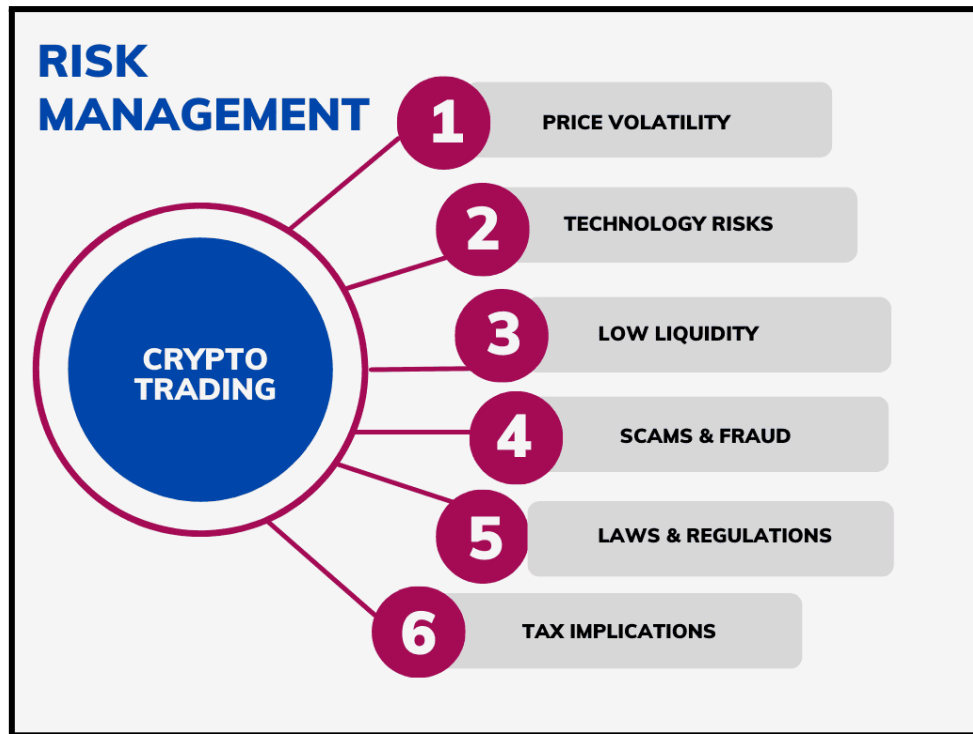 RISK
MANAGEMENT
1
PRICE VOLATILITY
2
TECHNOLOGY RISKS
3
LOW LIQUIDITY
CRYPTO
TRADING
4
SCAMS & FRAUD
5
LAWS & REGULATIONS
6
TAX IMPLICATIONS